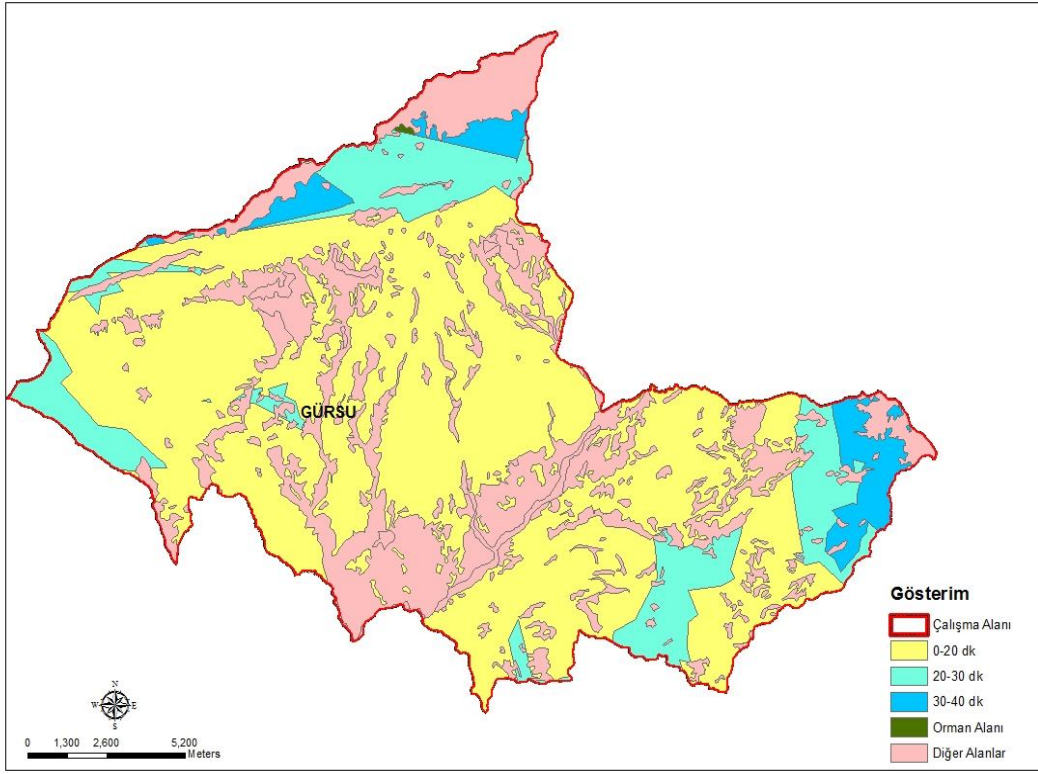 GÜRSU
Gösterim
Çalışma Alanı
0-20 dk
20-30 dk
30-40 dk
Orman Alanı
Diğer Alanlar
N
W E
S
0 1,300 2,600 5,200
Meters